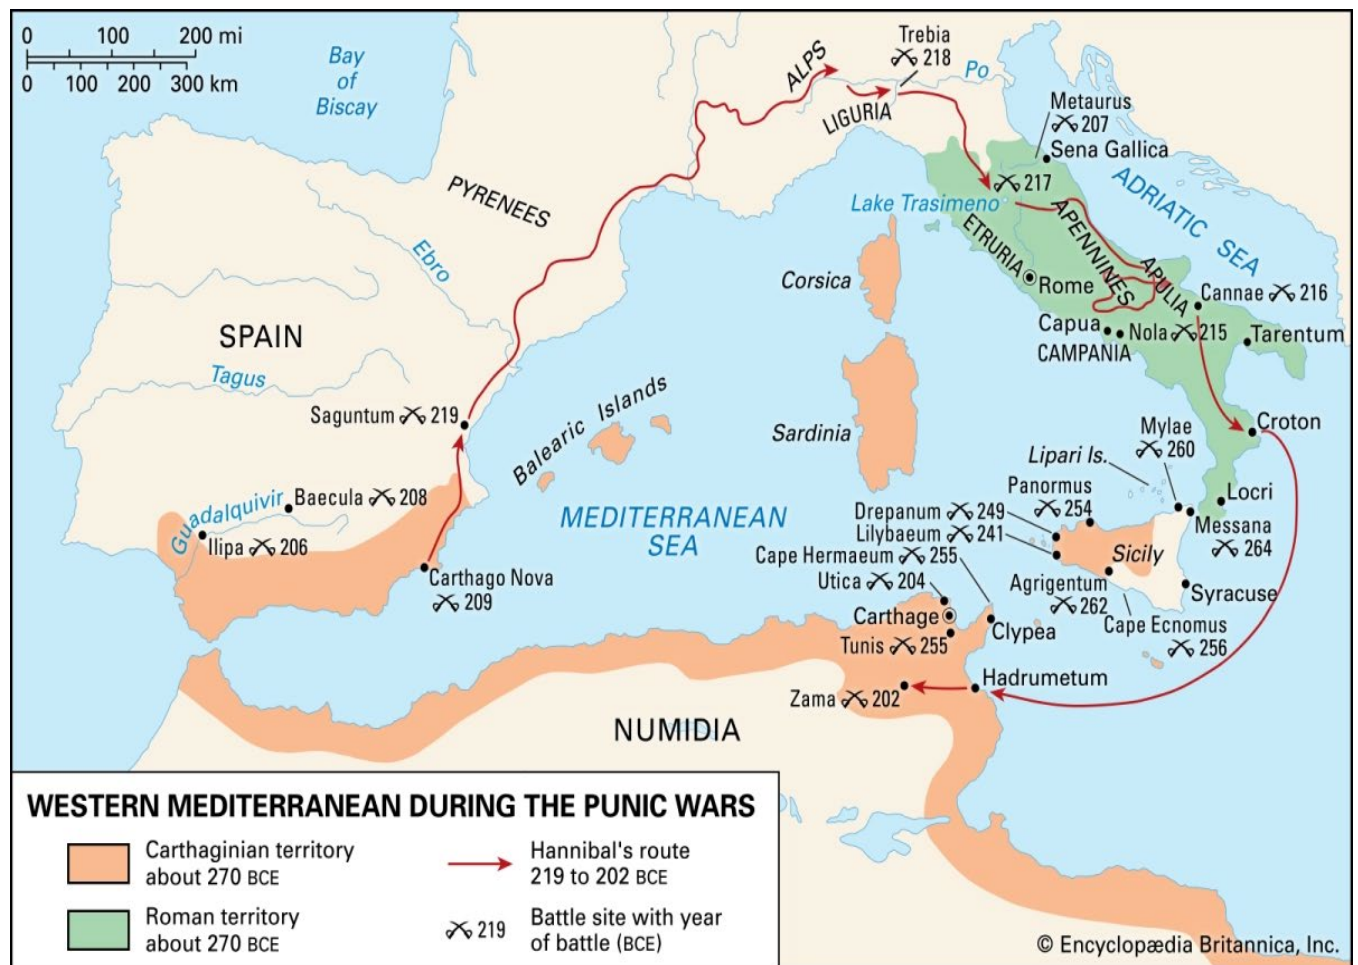 0 100 200 mi
0 100 200 300 km
Bay
of
Biscay
ALPS
Trebia
218
Po
LIGURIA
Metaurus
207
Sena Gallica
PYRENEES
217
Lake Trasimeno
ADRIATIC SEA
Ebro
ETRURIA
APENNINES
Corsica
Rome
APULIA
Cannae 216
SPAIN
Capua
Nola 215
Tarentum
CAMPANIA
Tagus
Saguntum 219
Balearic Islands
Sardinia
Mylae
260
Croton
Lipari Is.
Guadalquivir
Baecula 208
Panormus
254
Locri
MEDITERRANEAN
SEA
Drepanum 249
Lilybaeum 241
Messana
264
Ilipa 206
Cape Hermaeum 255
Sicily
Carthago Nova
209
Utica 204
Agrigentum
262
Syracuse
Carthage
Clypea
Cape Ecnomus
256
Tunis 255
Hadrumetum
Zama 202
NUMIDIA
WESTERN MEDITERRANEAN DURING THE PUNIC WARS
Carthaginian territory
about 270 BCE
Hannibal's route
219 to 202 BCE
Roman territory
about 270 BCE
219
Battle site with year
of battle (BCE)
© Encyclopædia Britannica, Inc.